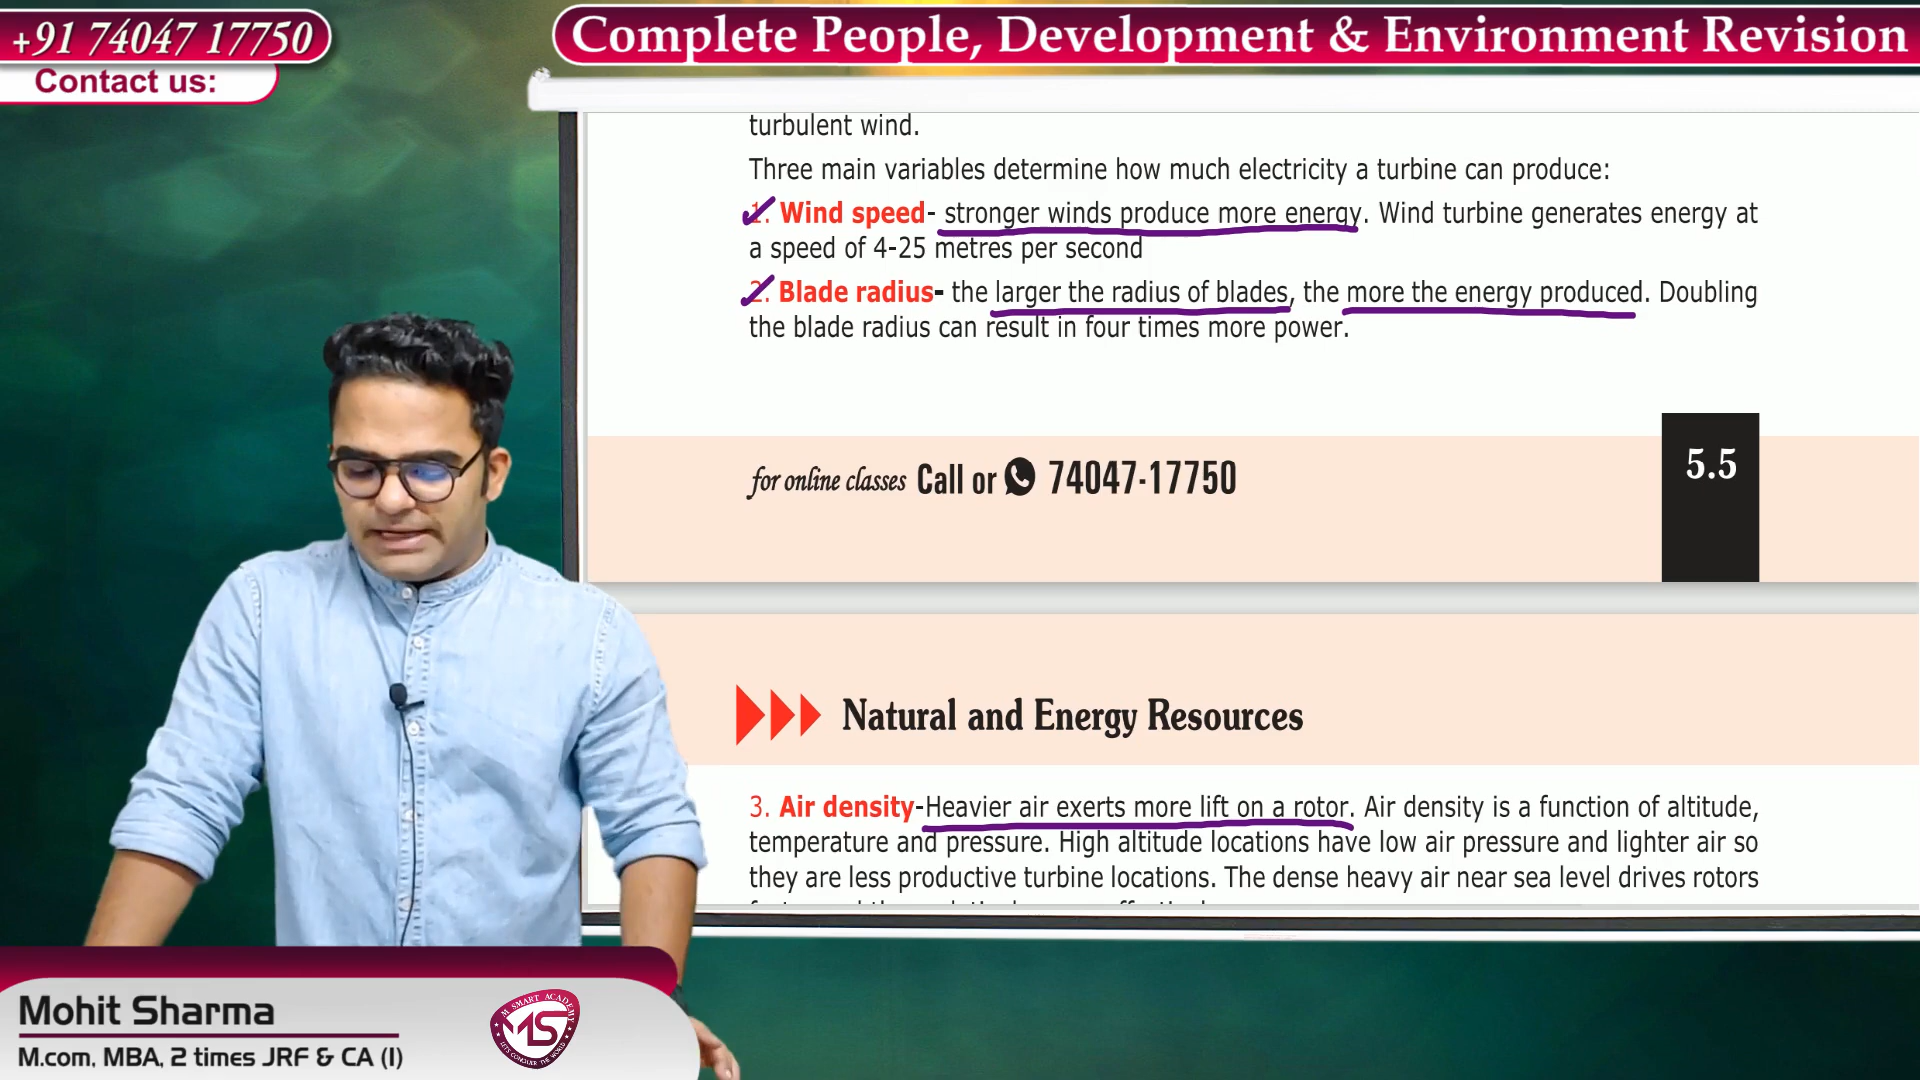 +91 74047 17750
Contact us:
Complete People, Development & Environment Revision
turbulent wind.
Three main variables determine how much electricity a turbine can produce:
1. Wind speed- stronger winds produce more energy. Wind turbine generates energy at
a speed of 4-25 metres per second
2. Blade radius- the larger the radius of blades, the more the energy produced. Doubling
the blade radius can result in four times more power.
for online classes Call or 74047-17750
5.5
Natural and Energy Resources
3. Air density-Heavier air exerts more lift on a rotor. Air density is a function of altitude,
temperature and pressure. High altitude locations have low air pressure and lighter air so
they are less productive turbine locations. The dense heavy air near sea level drives rotors
Mohit Sharma
M.com, MBA, 2 times JRF & CA (I)
M SMART ACADEMY
MS
LETS CONQUER THE WORLD